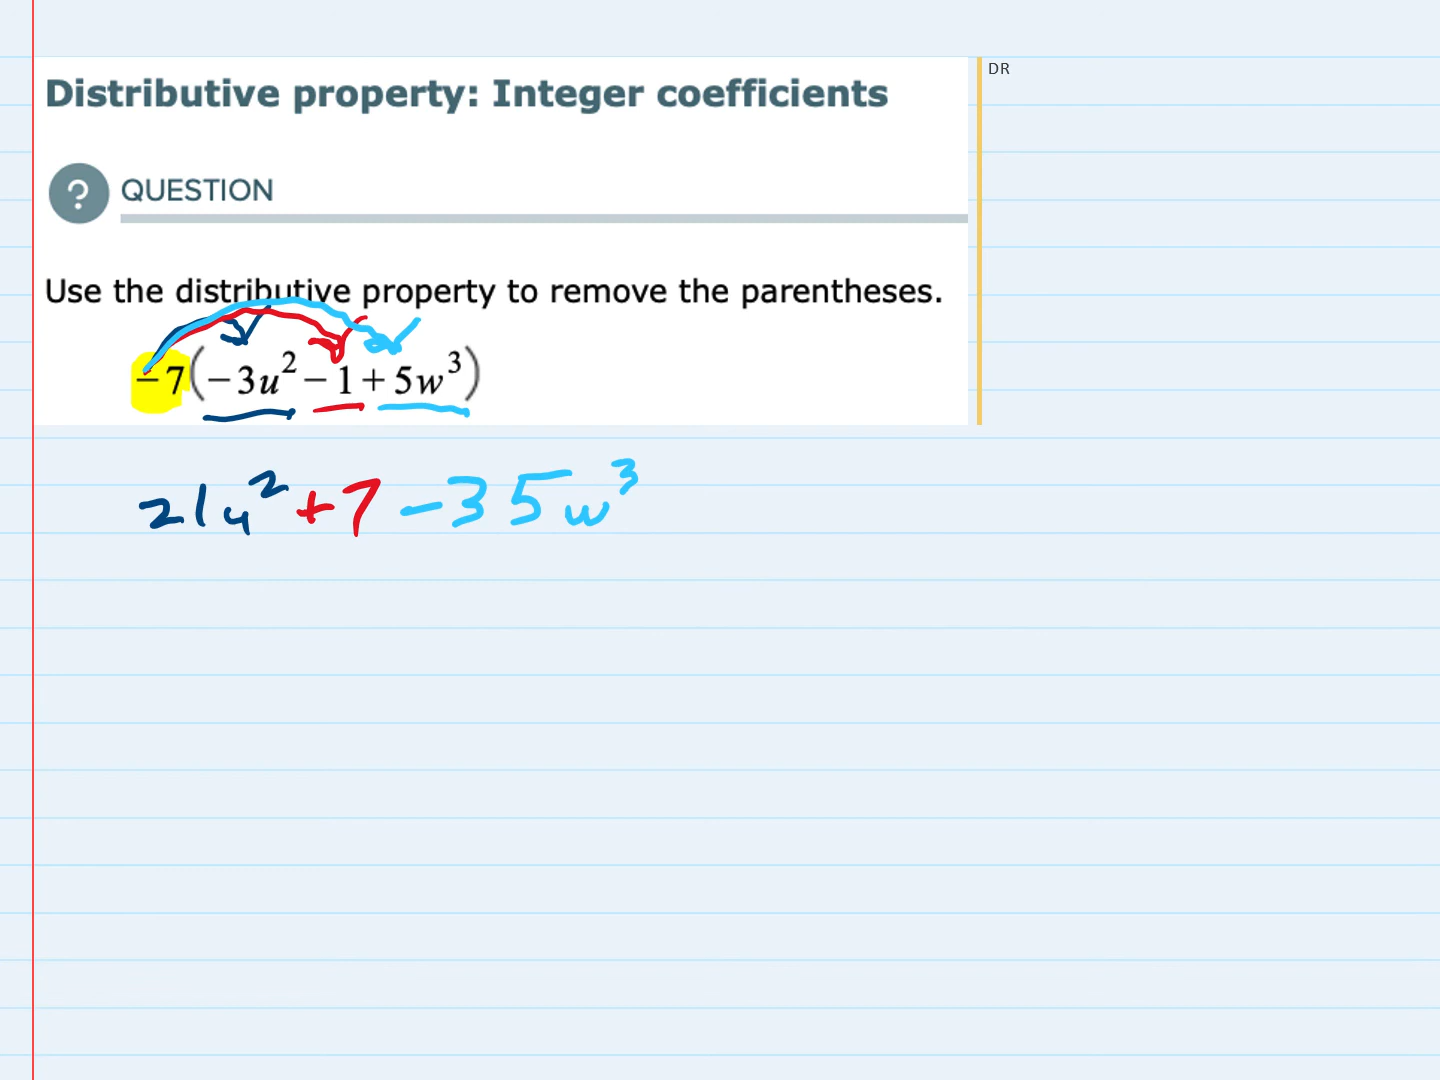 Distributive property: Integer coefficients
DR
? QUESTION
Use the distributive property to remove the parentheses.
−7(−3u² − 1 + 5w³)
21u² + 7 − 35w³